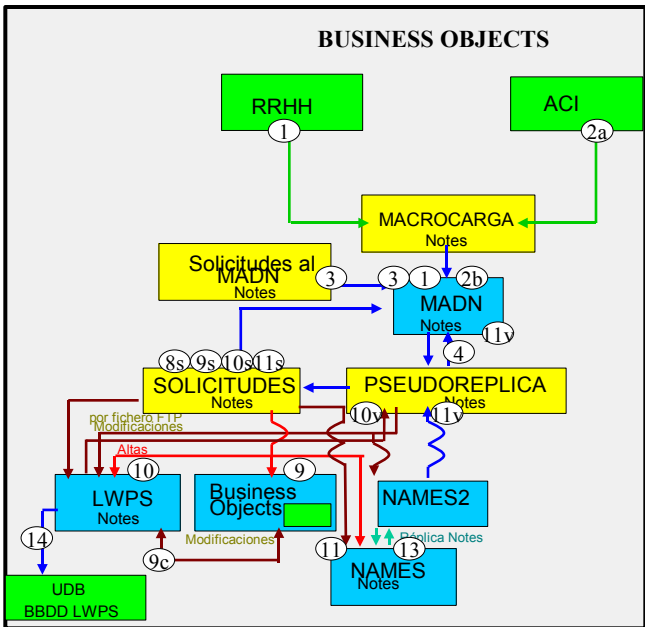 BUSINESS OBJECTS
RRHH
1
ACI
2a
MACROCARGA
Notes
Solicitudes al
MADN
Notes
3
3
1
2b
MADN
Notes
11v
4
8s
9s
10s
11s
SOLICITUDES
Notes
PSEUDOREPLICA
Notes
10v
11v
por fichero FTP
Modificaciones
Altas
10
LWPS
Notes
9
Business
Objects
NAMES2
14
Modificaciones
9c
11
13
Réplica Notes
NAMES
Notes
UDB
BBDD LWPS